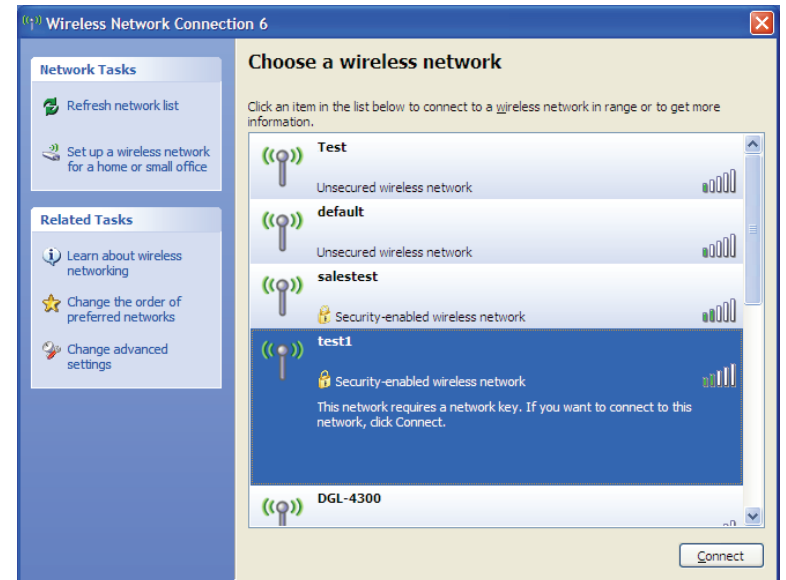 Wireless Network Connection 6
Network Tasks
Refresh network list
Set up a wireless network
for a home or small office
Related Tasks
Learn about wireless
networking
Change the order of
preferred networks
Change advanced
settings
Choose a wireless network
Click an item in the list below to connect to a wireless network in range or to get more
information.
Test
Unsecured wireless network
default
Unsecured wireless network
salestest
Security-enabled wireless network
test1
Security-enabled wireless network
This network requires a network key. If you want to connect to this
network, click Connect.
DGL-4300
Connect